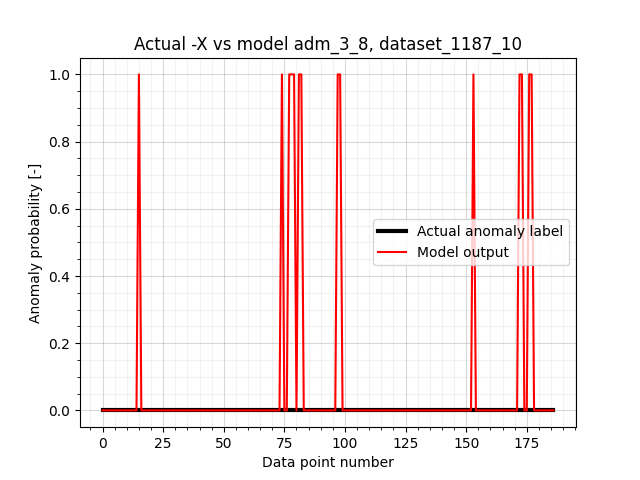 Actual -X vs model adm_3_8, dataset_1187_10
Anomaly probability [-]
1.0
0.8
0.6
0.4
0.2
0.0
Actual anomaly label
Model output
0 25 50 75 100 125 150 175
Data point number